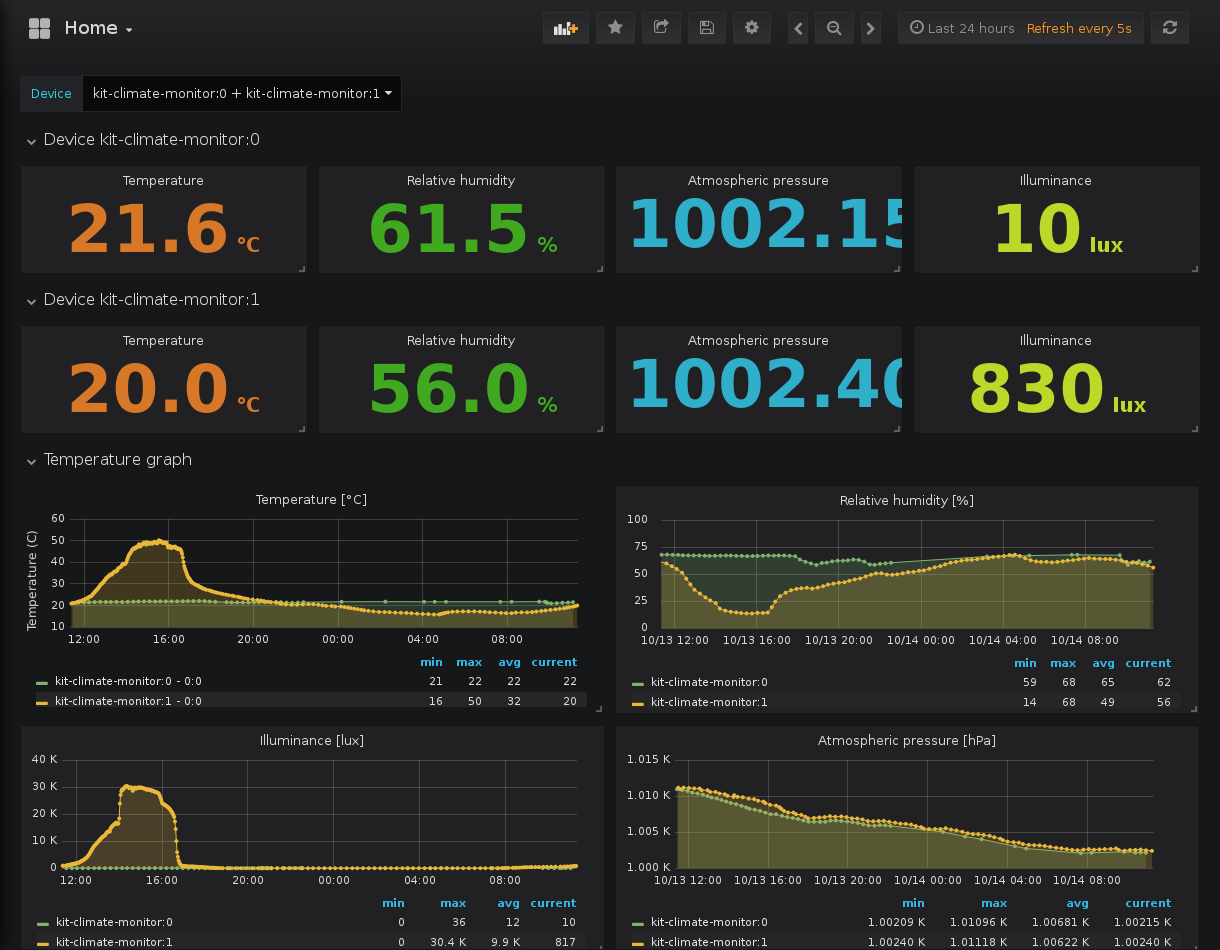 Home
Last 24 hours Refresh every 5s
Device kit-climate-monitor:0 + kit-climate-monitor:1
Device kit-climate-monitor:0
Temperature Relative humidity Atmospheric pressure Illuminance
21.6 °C 61.5 % 1002.15 10 lux
Device kit-climate-monitor:1
Temperature Relative humidity Atmospheric pressure Illuminance
20.0 °C 56.0 % 1002.40 830 lux
Temperature graph
Temperature [°C]
Temperature (C)
60
50
40
30
20
10
12:00 16:00 20:00 00:00 04:00 08:00
min max avg current
kit-climate-monitor:0 - 0:0 21 22 22 22
kit-climate-monitor:1 - 0:0 16 50 32 20
Relative humidity [%]
100
75
50
25
0
10/13 12:00 10/13 16:00 10/13 20:00 10/14 00:00 10/14 04:00 10/14 08:00
min max avg current
kit-climate-monitor:0 59 68 65 62
kit-climate-monitor:1 14 68 49 56
Illuminance [lux]
40 K
30 K
20 K
10 K
0
12:00 16:00 20:00 00:00 04:00 08:00
min max avg current
kit-climate-monitor:0 0 36 12 10
kit-climate-monitor:1 0 30.4 K 9.9 K 817
Atmospheric pressure [hPa]
1.015 K
1.010 K
1.005 K
1.000 K
10/13 12:00 10/13 16:00 10/13 20:00 10/14 00:00 10/14 04:00 10/14 08:00
min max avg current
kit-climate-monitor:0 1.00209 K 1.01096 K 1.00681 K 1.00215 K
kit-climate-monitor:1 1.00240 K 1.01118 K 1.00622 K 1.00240 K